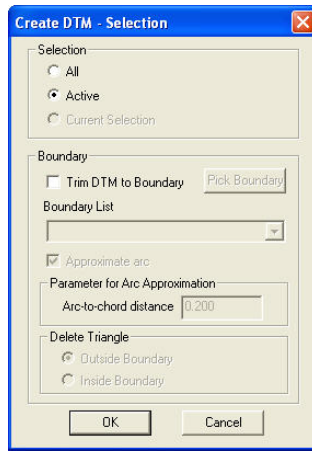 Create DTM - Selection
Selection
All
Active
Current Selection
Boundary
Trim DTM to Boundary Pick Boundary
Boundary List
Approximate arc
Parameter for Arc Approximation
Arc-to-chord distance 0.200
Delete Triangle
Outside Boundary
Inside Boundary
OK Cancel